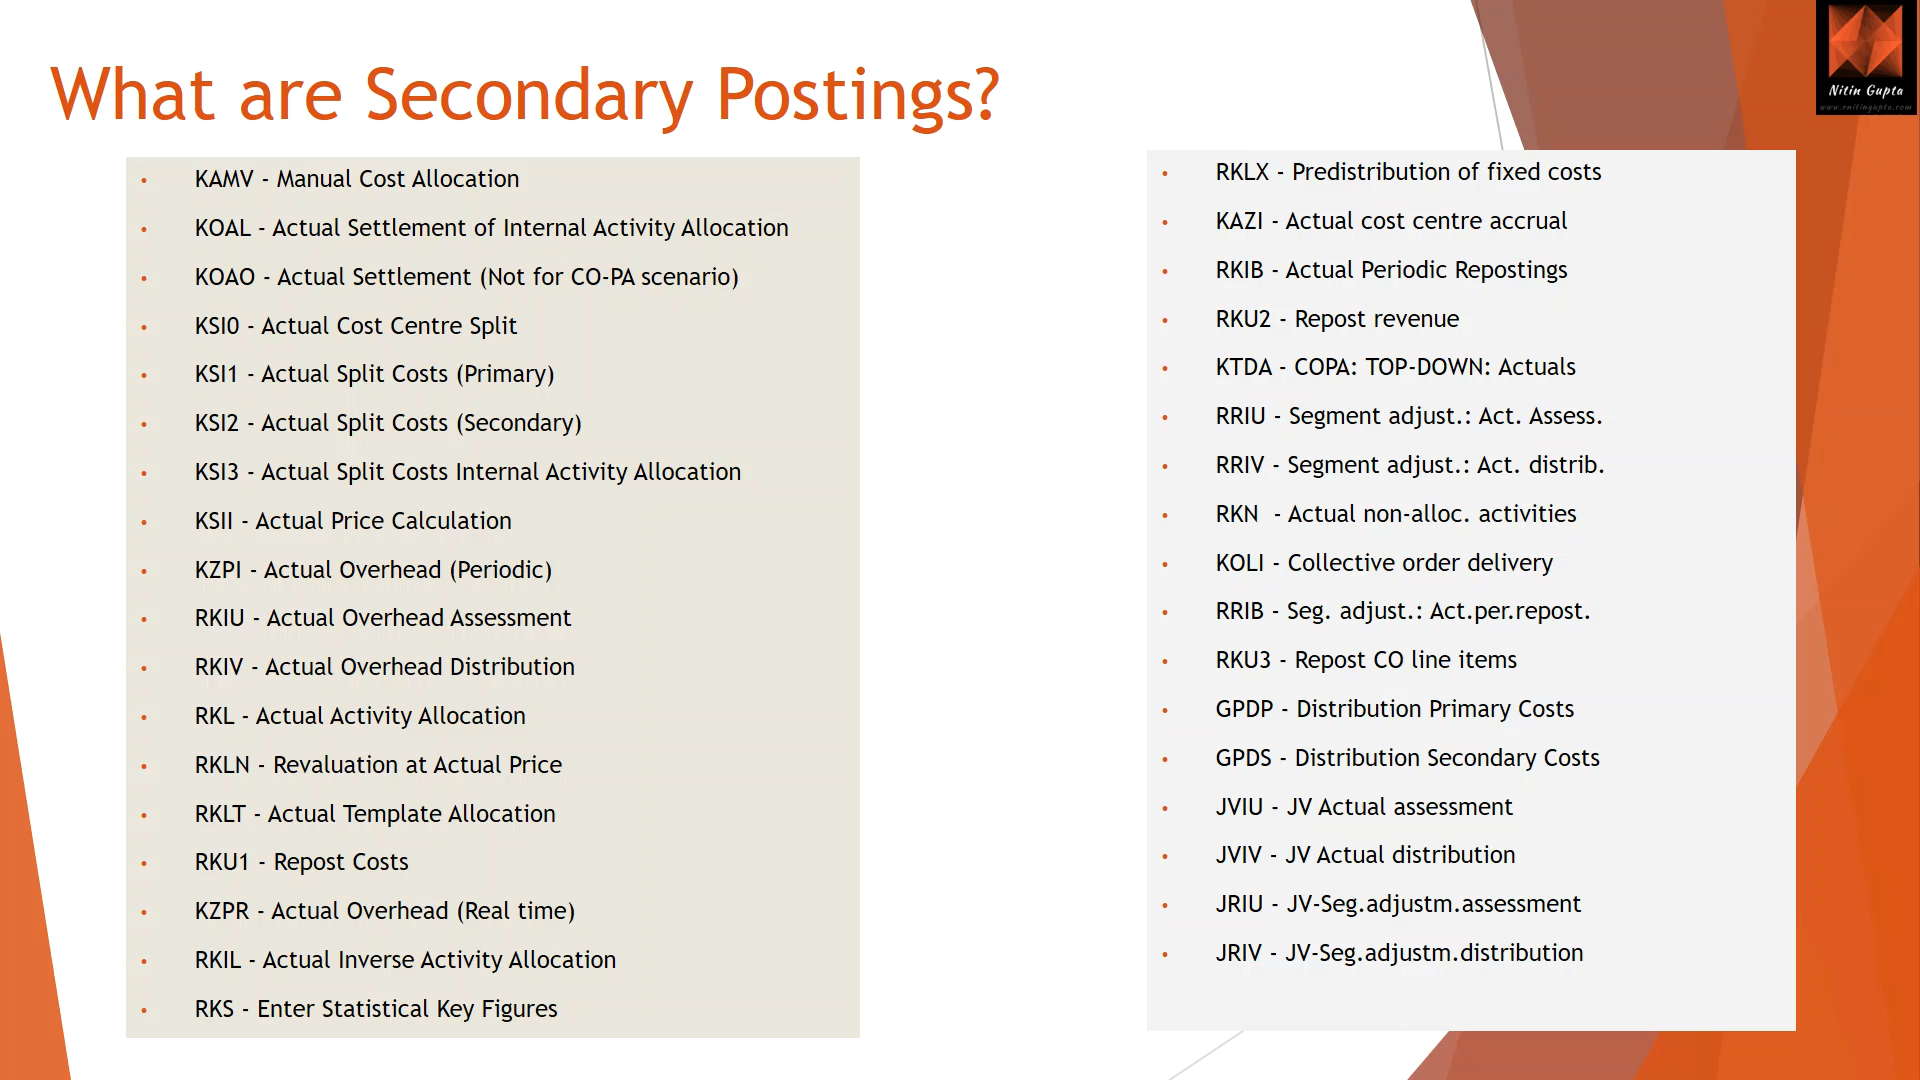 What are Secondary Postings?
• KAMV - Manual Cost Allocation
• KOAL - Actual Settlement of Internal Activity Allocation
• KOAO - Actual Settlement (Not for CO-PA scenario)
• KSI0 - Actual Cost Centre Split
• KSI1 - Actual Split Costs (Primary)
• KSI2 - Actual Split Costs (Secondary)
• KSI3 - Actual Split Costs Internal Activity Allocation
• KSII - Actual Price Calculation
• KZPI - Actual Overhead (Periodic)
• RKIU - Actual Overhead Assessment
• RKIV - Actual Overhead Distribution
• RKL - Actual Activity Allocation
• RKLN - Revaluation at Actual Price
• RKLT - Actual Template Allocation
• RKU1 - Repost Costs
• KZPR - Actual Overhead (Real time)
• RKIL - Actual Inverse Activity Allocation
• RKS - Enter Statistical Key Figures
• RKLX - Predistribution of fixed costs
• KAZI - Actual cost centre accrual
• RKIB - Actual Periodic Repostings
• RKU2 - Repost revenue
• KTDA - COPA: TOP-DOWN: Actuals
• RRIU - Segment adjust.: Act. Assess.
• RRIV - Segment adjust.: Act. distrib.
• RKN - Actual non-alloc. activities
• KOLI - Collective order delivery
• RRIB - Seg. adjust.: Act.per.repost.
• RKU3 - Repost CO line items
• GPDP - Distribution Primary Costs
• GPDS - Distribution Secondary Costs
• JVIU - JV Actual assessment
• JVIV - JV Actual distribution
• JRIU - JV-Seg.adjustm.assessment
• JRIV - JV-Seg.adjustm.distribution
Nitin Gupta